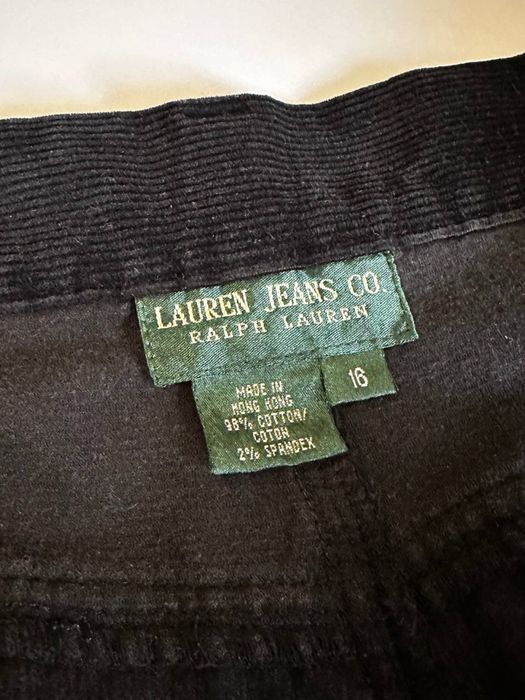 LAUREN JEANS CO.
RALPH LAUREN
16
MADE IN
HONG KONG
98% COTTON/
COTON
2% SPANDEX